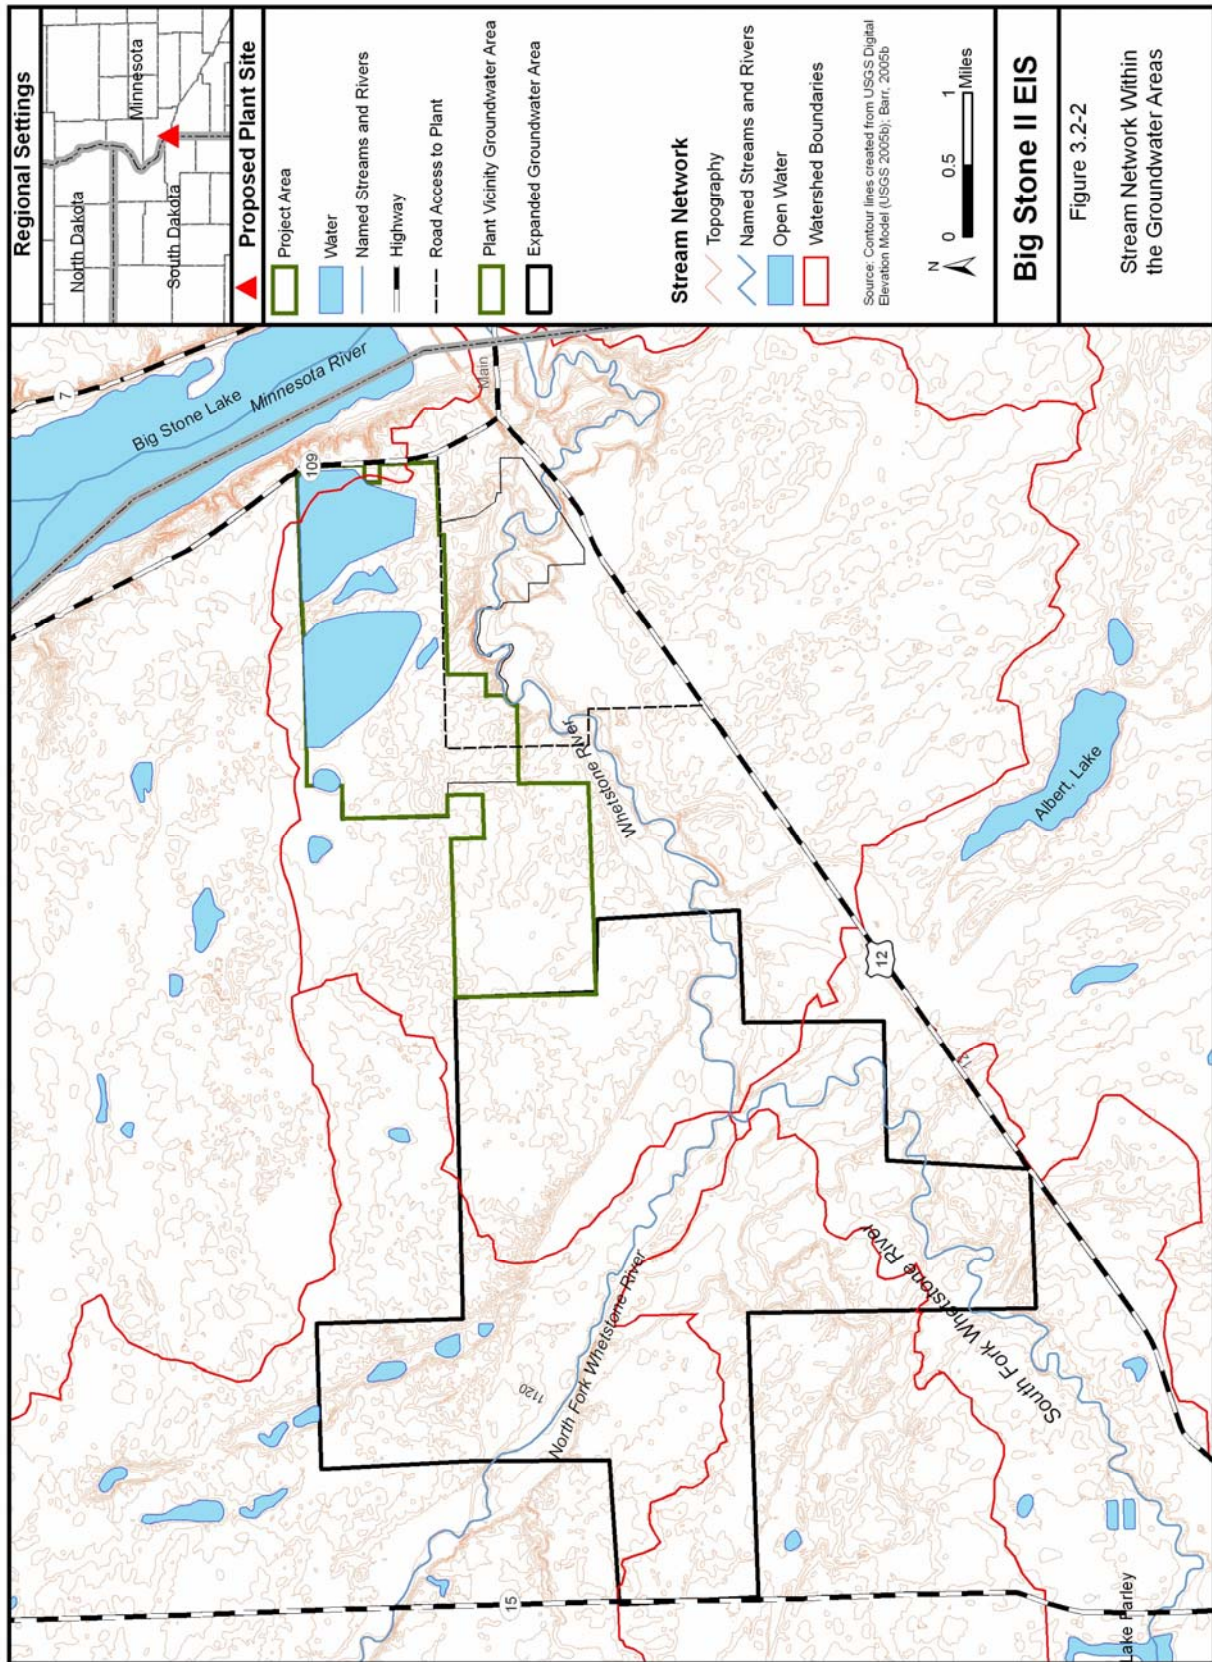 Regional Settings
North Dakota
Minnesota
South Dakota
Proposed Plant Site
Project Area
Water
Named Streams and Rivers
Highway
Road Access to Plant
Plant Vicinity Groundwater Area
Expanded Groundwater Area
Stream Network
Topography
Named Streams and Rivers
Open Water
Watershed Boundaries
Source: Contour lines created from USGS Digital
Elevation Model (USGS 2005b); Barr, 2005b
N
0 0.5 1
Miles
Big Stone II EIS
Figure 3.2-2
Stream Network Within
the Groundwater Areas
7
Big Stone Lake
Minnesota River
109
Main
Whetstone River
Albert, Lake
12
12
North Fork Whetstone River
1120
South Fork Whetstone River
15
Lake Farley